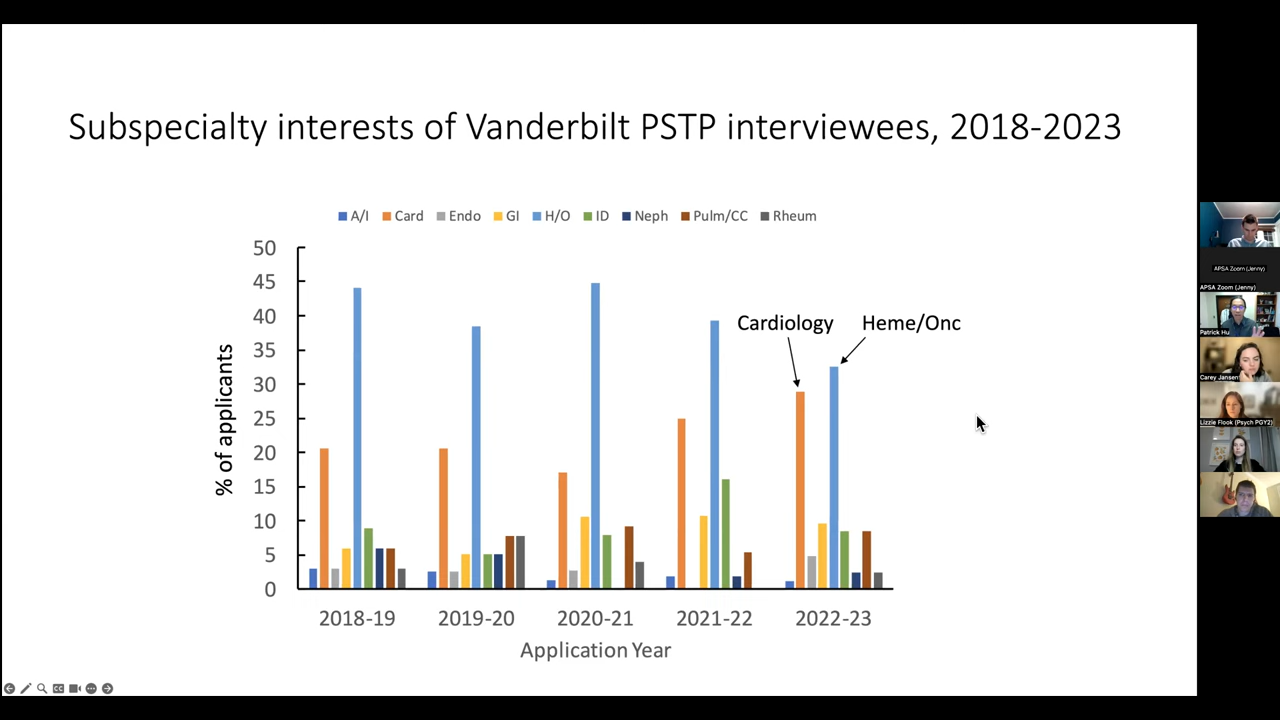 Subspecialty interests of Vanderbilt PSTP interviewees, 2018-2023
A/I Card Endo GI H/O ID Neph Pulm/CC Rheum
50
45
40
35
30
25
20
15
10
5
0
% of applicants
Cardiology Heme/Onc
2018-19 2019-20 2020-21 2021-22 2022-23
Application Year
APSA Zoom (Jenny)
APSA Zoom (Jenny)
Patrick Hu
Carey Jansen
Lizzie Flook (Psych PGY2)
CC